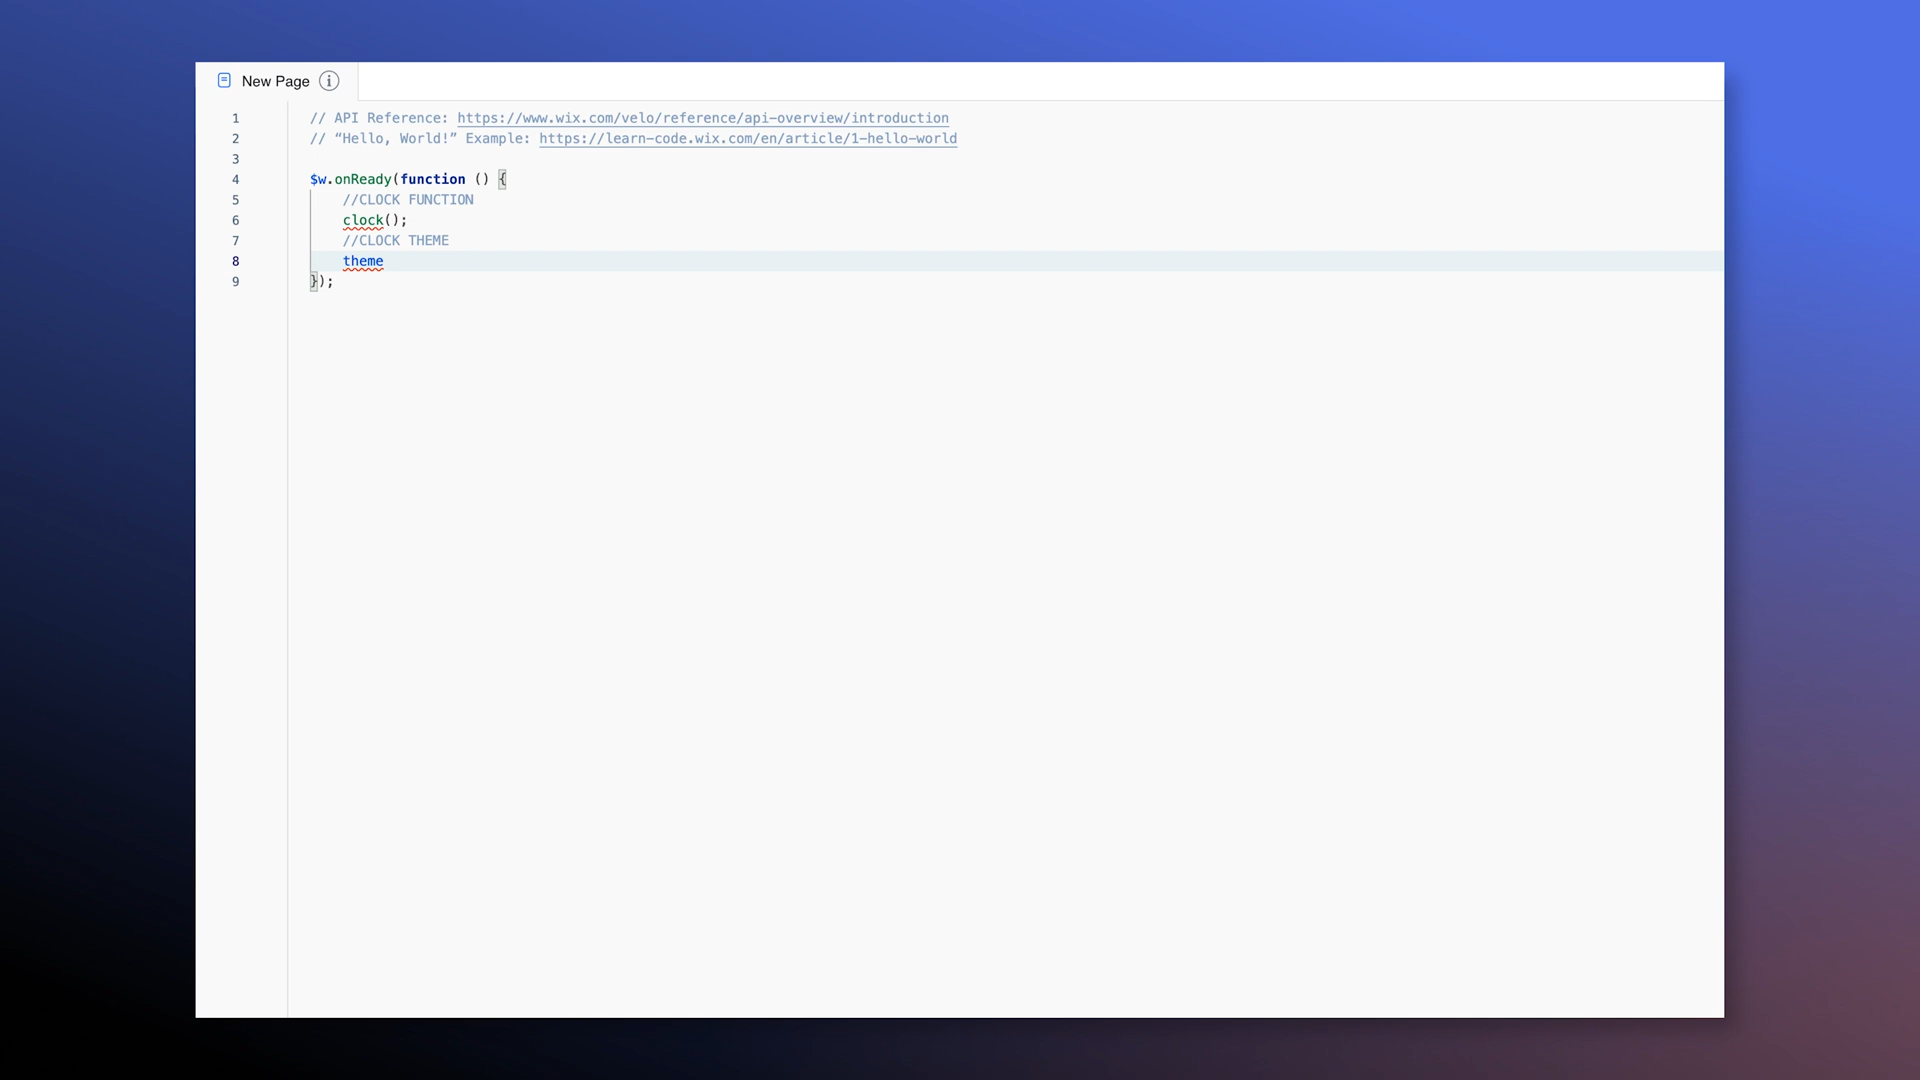 New Page
1 // API Reference: https://www.wix.com/velo/reference/api-overview/introduction
2 // “Hello, World!” Example: https://learn-code.wix.com/en/article/1-hello-world
3
4 $w.onReady(function () {
5     //CLOCK FUNCTION
6     clock();
7     //CLOCK THEME
8     theme
9 });